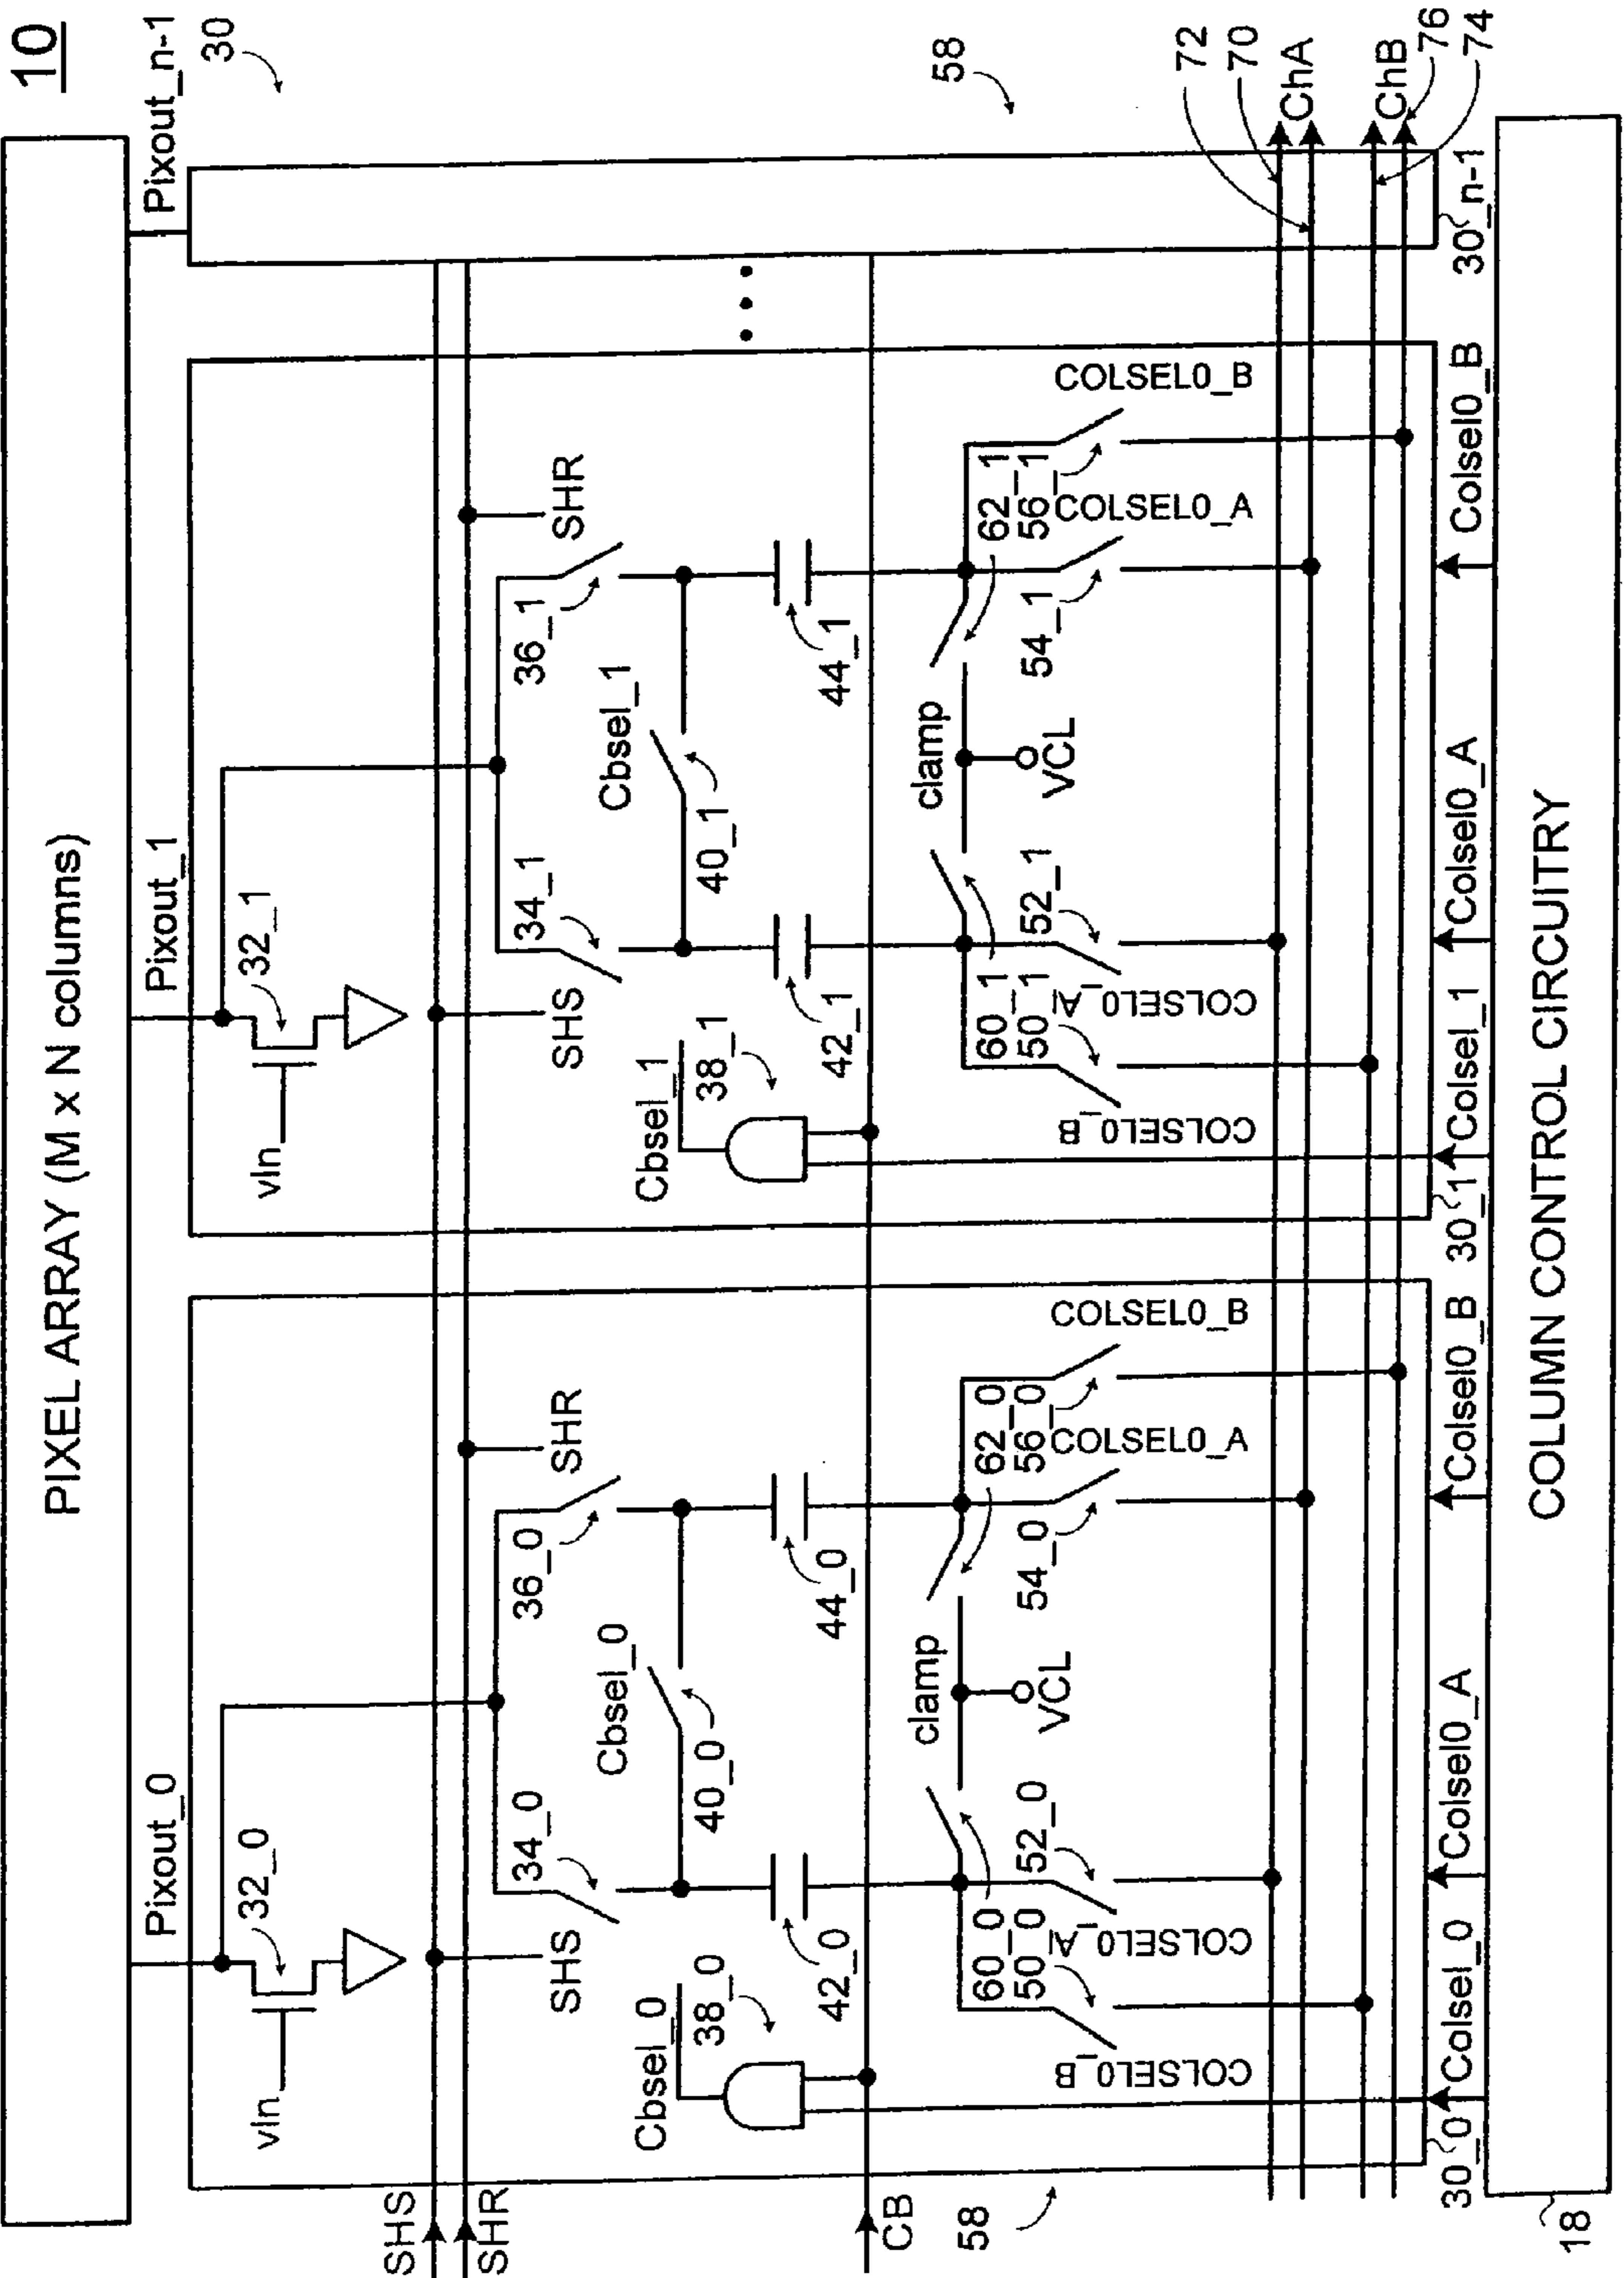 10
PIXEL ARRAY (M x N columns)
Pixout_0
Pixout_1
Pixout_n-1
30
32_0
vln
32_1
vln
SHS
SHR
34_0
SHS
36_0
SHR
34_1
SHS
36_1
SHR
Cbsel_0
40_0
Cbsel_1
40_1
Cbsel_0
38_0
42_0
44_0
Cbsel_1
38_1
42_1
44_1
CB
clamp
VCL
clamp
VCL
58
58
60_0
50_0
52_0
62_0
56_0
54_0
60_1
50_1
52_1
62_1
56_1
54_1
COLSEL0_B
COLSEL0_A
COLSEL0_A
COLSEL0_B
COLSEL0_B
COLSEL0_A
COLSEL0_A
COLSEL0_B
72
70
ChA
ChB
76
74
30_0
Colsel_0
Colsel0_A
Colsel0_B
30_1
Colsel_1
Colsel0_A
Colsel0_B
30_n-1
18
COLUMN CONTROL CIRCUITRY